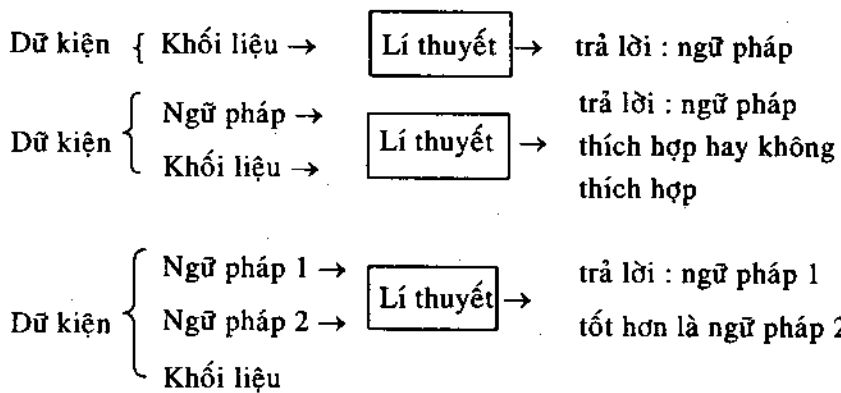 Dữ kiện { Khối liệu → Lí thuyết → trả lời : ngữ pháp
Ngữ pháp → trả lời : ngữ pháp
Dữ kiện { Lí thuyết → thích hợp hay không
Khối liệu → thích hợp
Ngữ pháp 1 → trả lời : ngữ pháp 1
Lí thuyết →
Dữ kiện { Ngữ pháp 2 → tốt hơn là ngữ pháp 2
Khối liệu